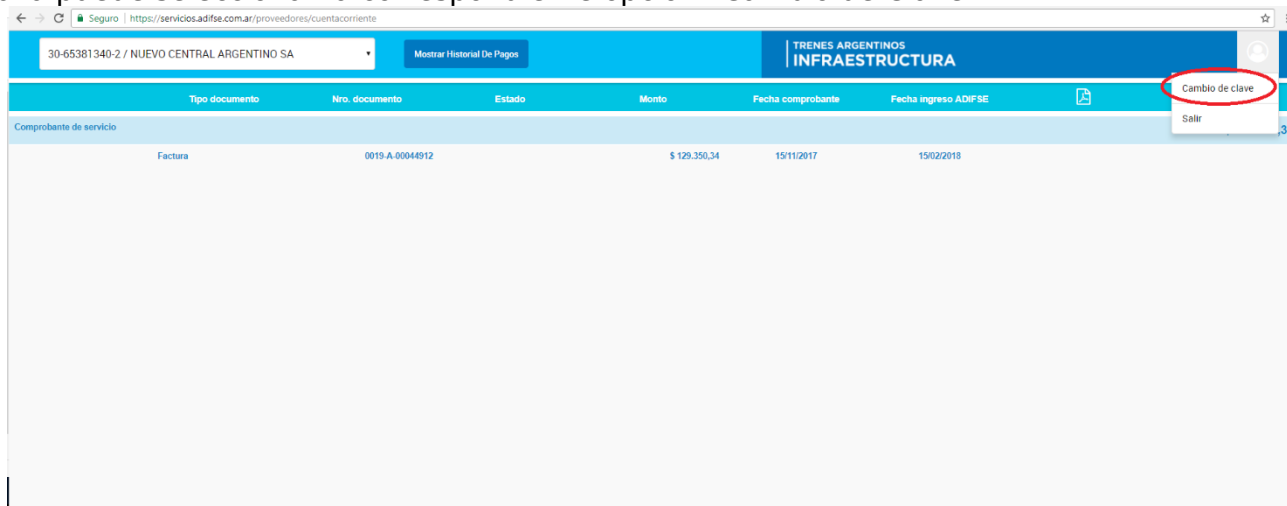 Seguro | https://servicios.adifse.com.ar/proveedores/cuentacorriente
30-65381340-2 / NUEVO CENTRAL ARGENTINO SA
Mostrar Historial De Pagos
TRENES ARGENTINOS
INFRAESTRUCTURA
Cambio de clave
Salir
Tipo documento Nro. documento Estado Monto Fecha comprobante Fecha ingreso ADIFSE
Comprobante de servicio
Factura 0019-A-00044912 $ 129.350,34 15/11/2017 15/02/2018